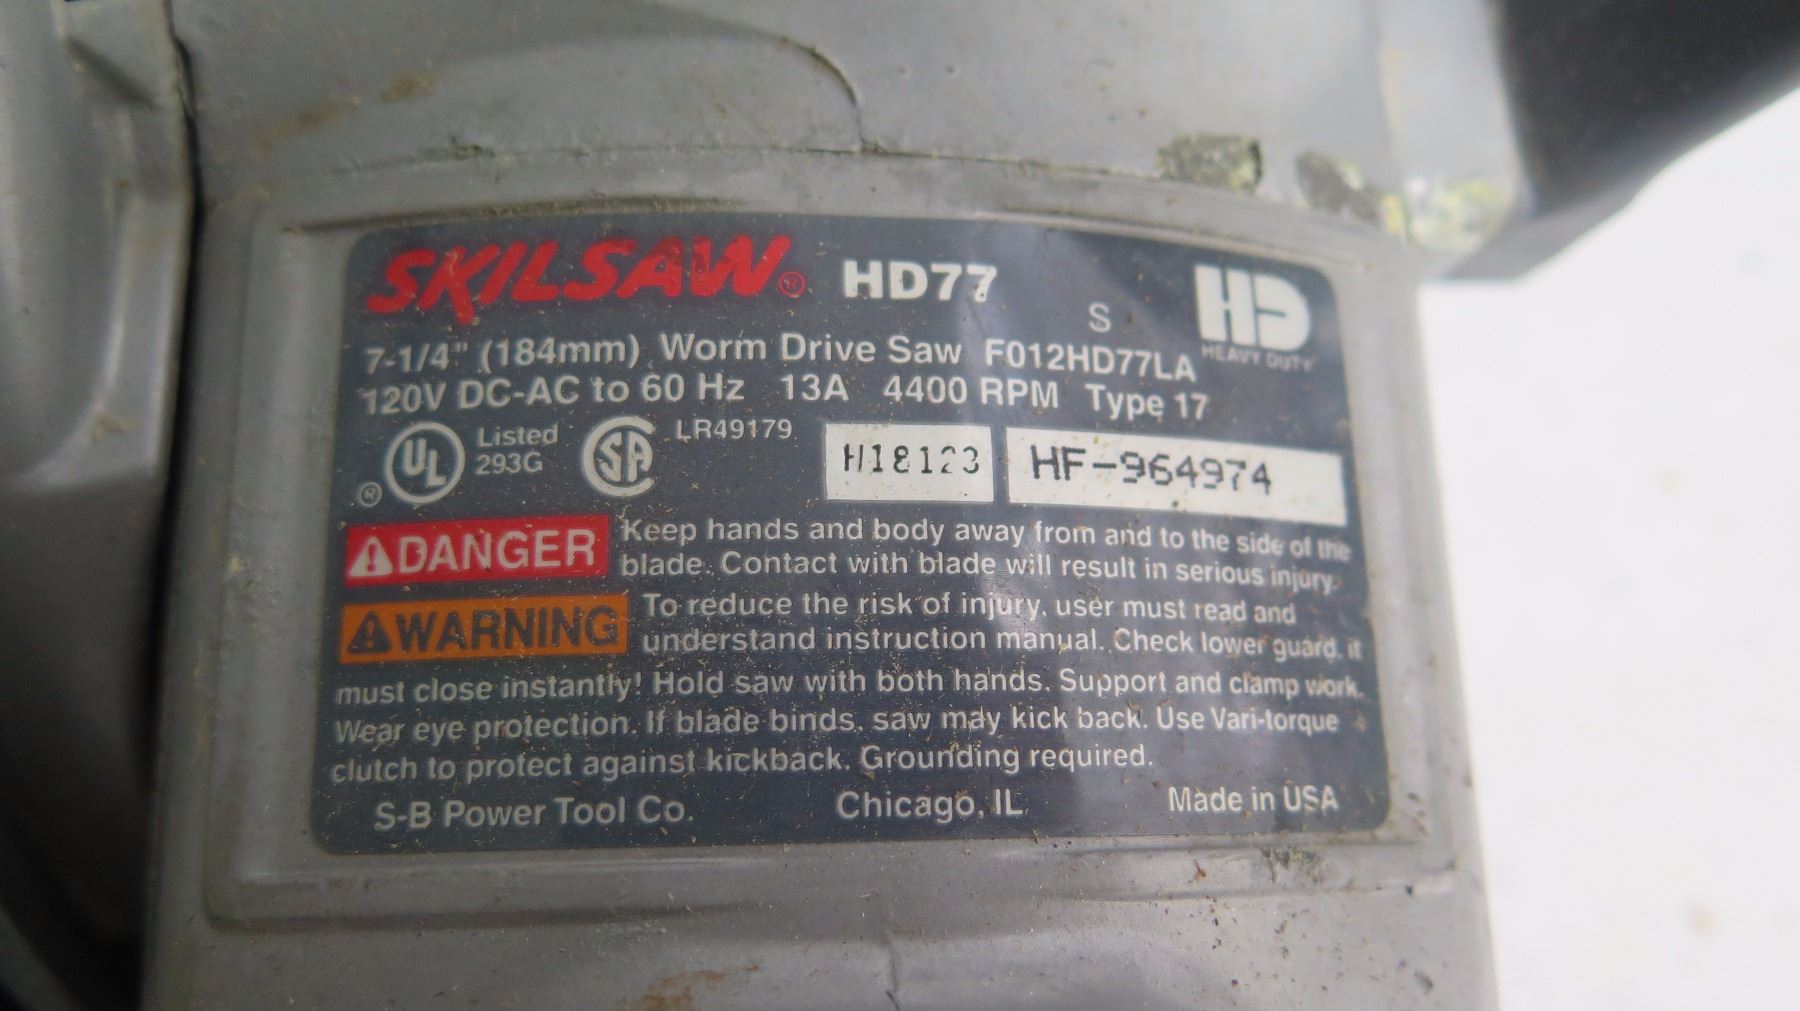 SKILSAW® HD77
S
HD
HEAVY DUTY
7-1/4" (184mm) Worm Drive Saw F012HD77LA
120V DC-AC to 60 Hz 13A 4400 RPM Type 17
UL ® Listed 293G SA LR49179
H18123 HF-964974
DANGER Keep hands and body away from and to the side of the
blade. Contact with blade will result in serious injury.
WARNING To reduce the risk of injury, user must read and
understand instruction manual. Check lower guard, it
must close instantly! Hold saw with both hands. Support and clamp work.
Wear eye protection. If blade binds, saw may kick back. Use Vari-torque
clutch to protect against kickback. Grounding required.
S-B Power Tool Co. Chicago, IL Made in USA